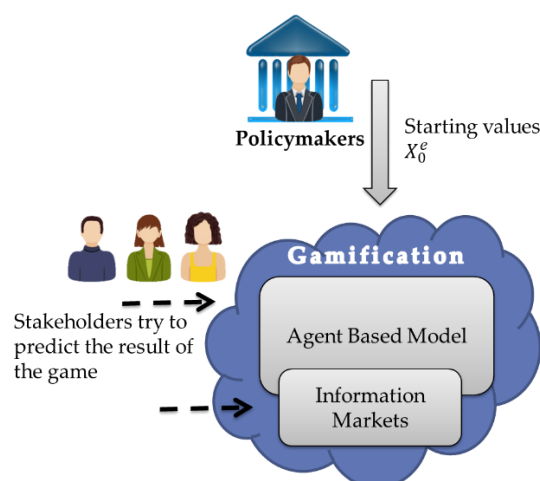 Policymakers
Starting values
X₀ᵉ
Gamification
Agent Based Model
Stakeholders try to
predict the result of
the game
Information
Markets